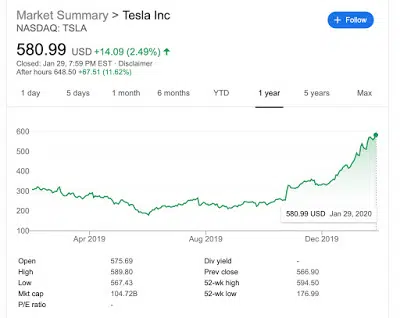 Market Summary > Tesla Inc
NASDAQ: TSLA
+ Follow
580.99 USD +14.09 (2.49%) ↑
Closed: Jan 29, 7:59 PM EST · Disclaimer
After hours 648.50 +67.51 (11.62%)
1 day 5 days 1 month 6 months YTD 1 year 5 years Max
600
500
400
300
200
100
580.99 USD Jan 29, 2020
Apr 2019 Aug 2019 Dec 2019
Open 575.69 Div yield -
High 589.80 Prev close 566.90
Low 567.43 52-wk high 594.50
Mkt cap 104.72B 52-wk low 176.99
P/E ratio -